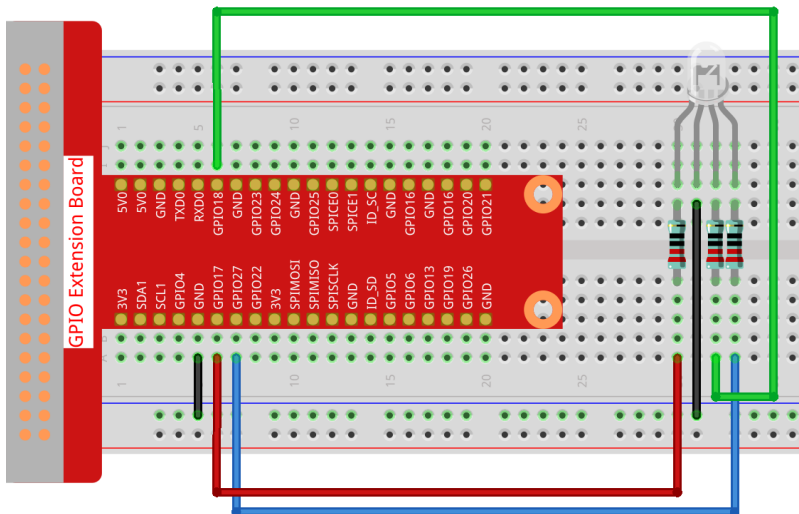 GPIO Extension Board
1
5
10
15
20
25
J
5V0
5V0
GND
TXD0
RXD0
GPIO18
GND
GPIO23
GPIO24
GND
GPIO25
SPICE0
SPICE1
ID_SC
GND
GPIO16
GND
GPIO16
GPIO20
GPIO21
3V3
SDA1
SCL1
GPIO4
GND
GPIO17
GPIO27
GPIO22
3V3
SPIMOSI
SPIMISO
SPISCLK
GND
ID_SD
GPIO5
GPIO6
GPIO13
GPIO19
GPIO26
GND
B
A
1
10
15
20
25